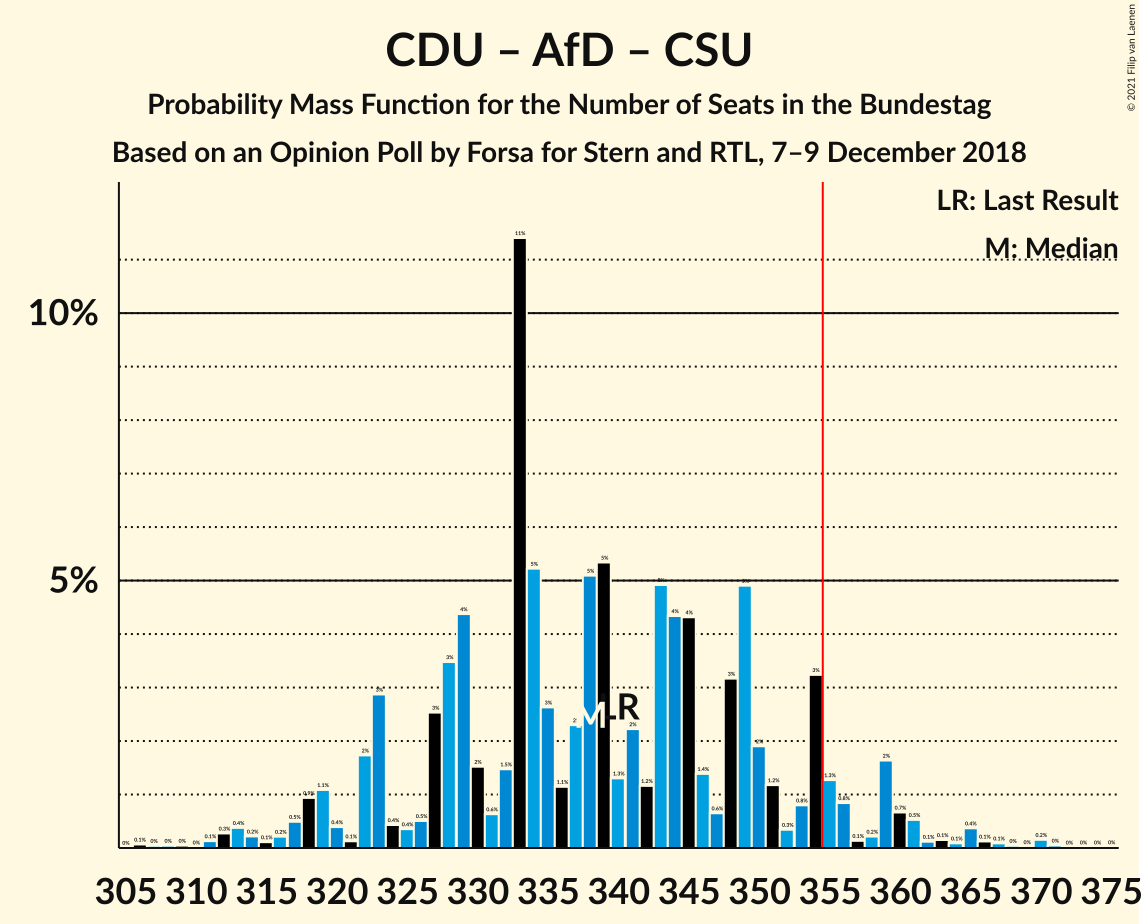 CDU – AfD – CSU
Probability Mass Function for the Number of Seats in the Bundestag
Based on an Opinion Poll by Forsa for Stern and RTL, 7–9 December 2018
© 2021 Filip van Laenen
LR: Last Result
M: Median
10%
5%
0% 0.1% 0% 0% 0% 0% 0.1% 0.3% 0.4% 0.2% 0.1% 0.2% 0.5% 0.9% 1.1% 0.4% 0.1% 2% 3% 0.4% 0.4% 0.5% 3% 3% 4% 2% 0.6% 1.5% 11% 5% 3% 1.1% 2% 5% 5% 1.3% 2% 1.2% 5% 4% 4% 1.4% 0.6% 3% 5% 2% 1.2% 0.3% 0.8% 3% 1.3% 0.8% 0.1% 0.2% 2% 0.7% 0.5% 0.1% 0.1% 0.1% 0.4% 0.1% 0.1% 0% 0% 0.2% 0% 0% 0% 0% 0%
M LR
305 310 315 320 325 330 335 340 345 350 355 360 365 370 375